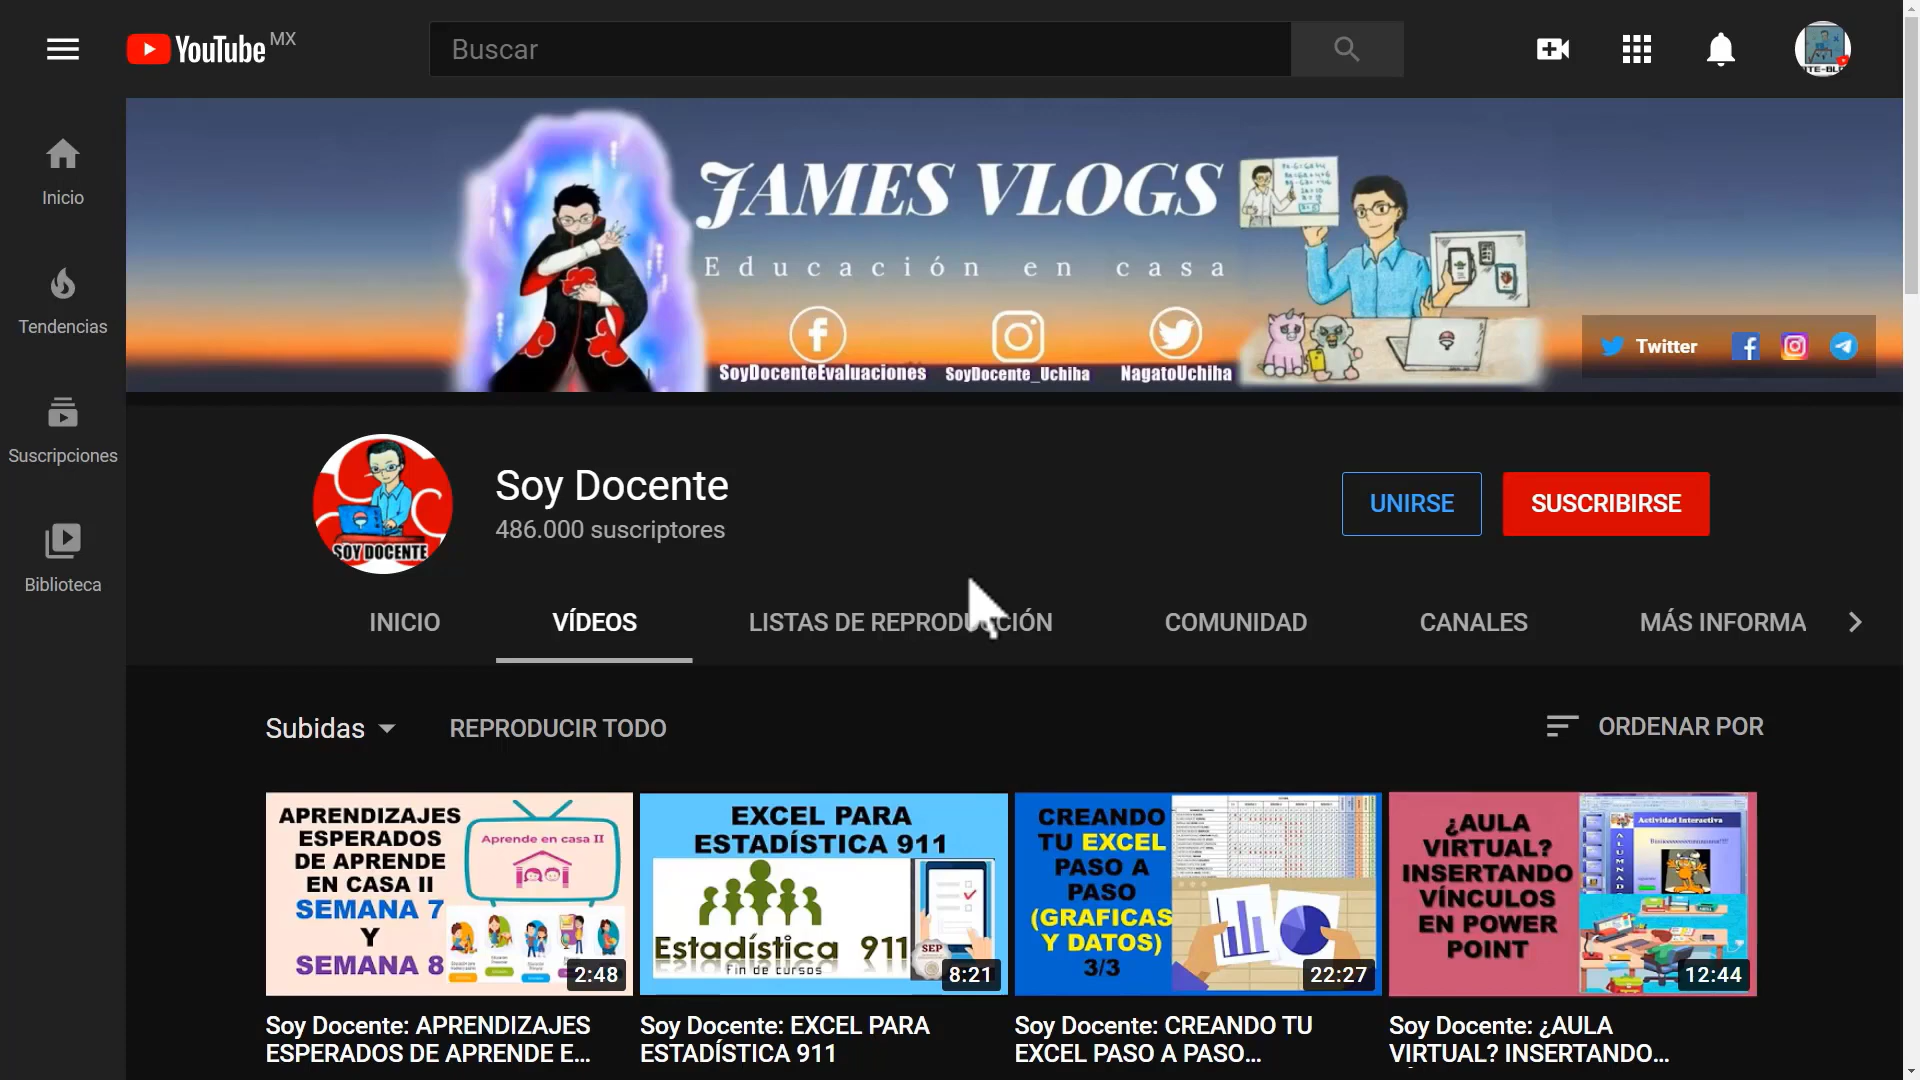 YouTube MX
Buscar
Inicio
Tendencias
Suscripciones
Biblioteca
JAMES VLOGS
Educación en casa
SoyDocenteEvaluaciones
SoyDocente_Uchiha
NagatoUchiha
Twitter
SOY DOCENTE
Soy Docente
486.000 suscriptores
UNIRSE
SUSCRIBIRSE
INICIO
VÍDEOS
LISTAS DE REPRODUCCIÓN
COMUNIDAD
CANALES
MÁS INFORMA
Subidas
REPRODUCIR TODO
ORDENAR POR
APRENDIZAJES
ESPERADOS
DE APRENDE
EN CASA II
SEMANA 7
Y
SEMANA 8
Aprende en casa II
2:48
EXCEL PARA
ESTADÍSTICA 911
Estadística 911
Fin de cursos
SEP
8:21
CREANDO
TU EXCEL
PASO A
PASO
(GRAFICAS
Y DATOS)
3/3
22:27
¿AULA
VIRTUAL?
INSERTANDO
VÍNCULOS
EN POWER
POINT
Actividad Interactiva
12:44
Soy Docente: APRENDIZAJES
ESPERADOS DE APRENDE E...
Soy Docente: EXCEL PARA
ESTADÍSTICA 911
Soy Docente: CREANDO TU
EXCEL PASO A PASO...
Soy Docente: ¿AULA
VIRTUAL? INSERTANDO...